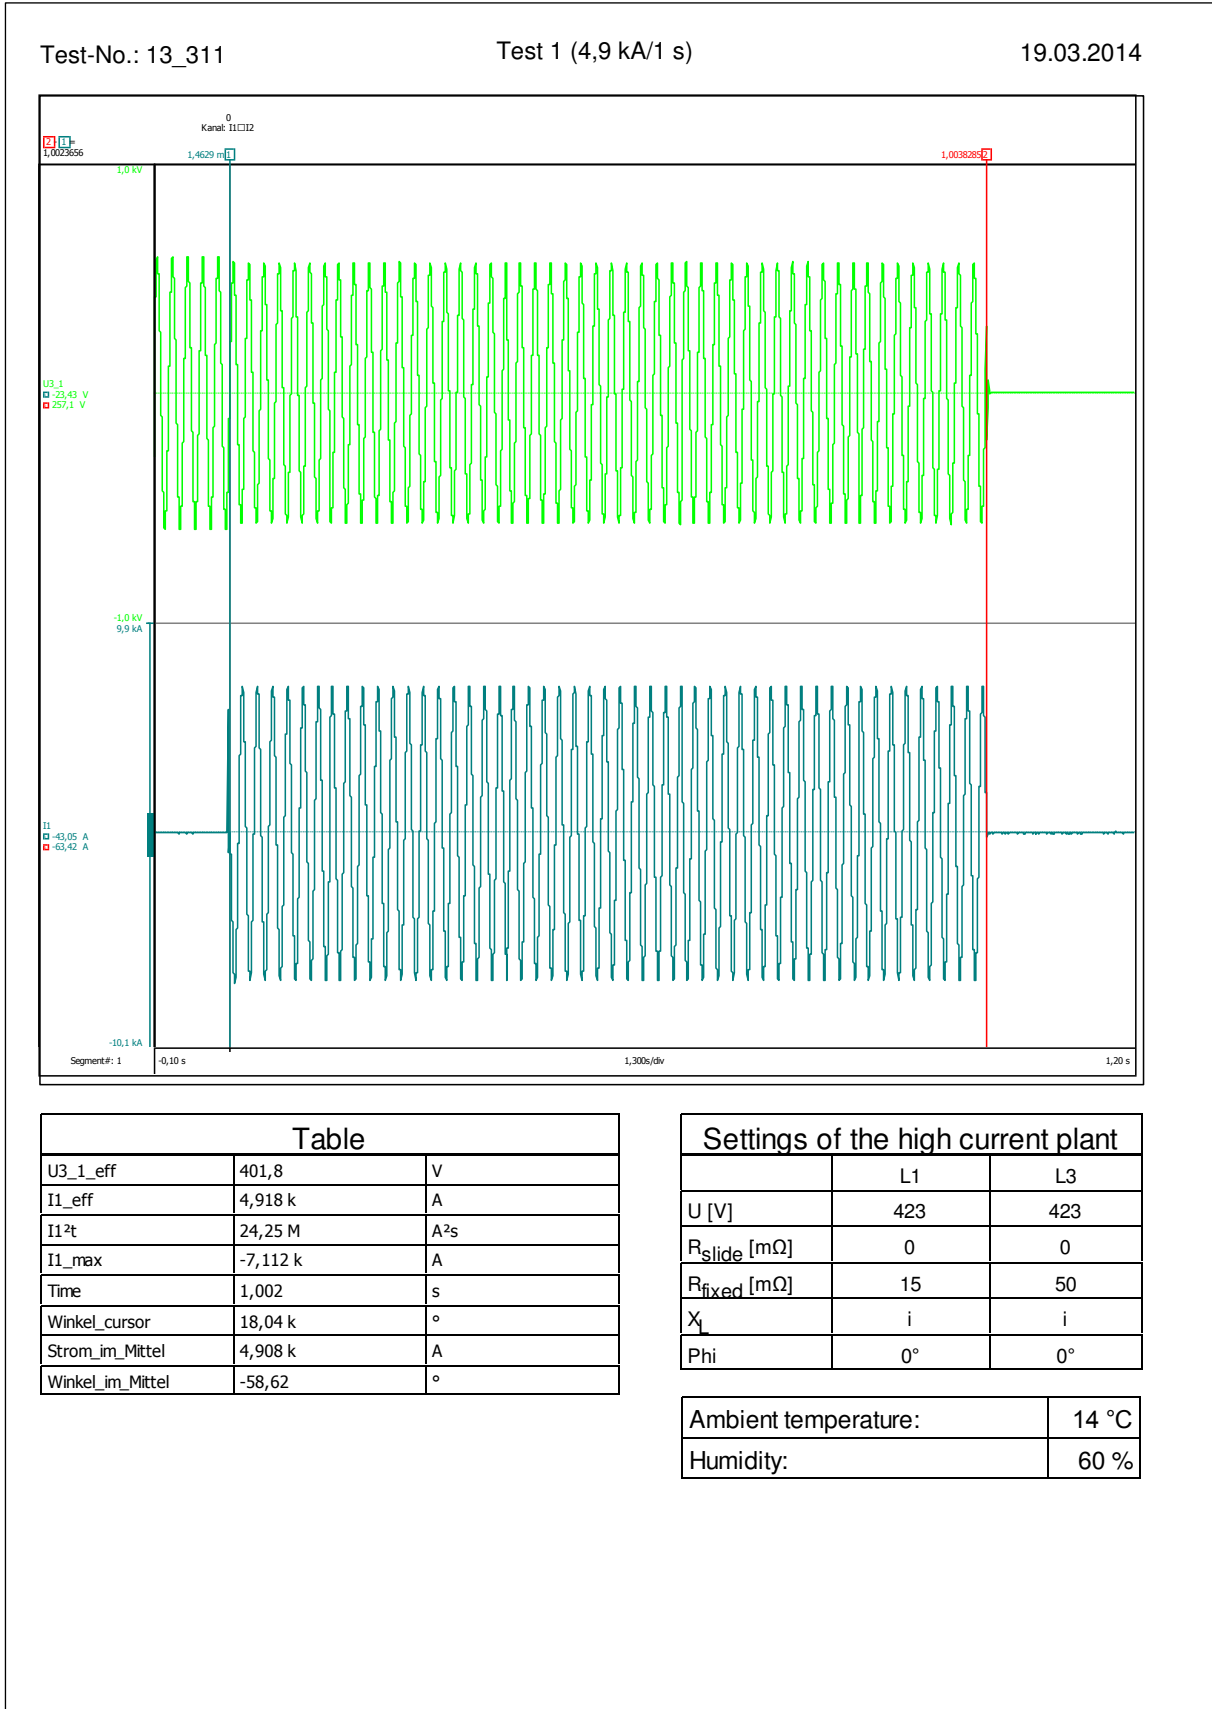 Test-No.: 13_311
Test 1 (4,9 kA/1 s)
19.03.2014
0
Kanal: I1□I2
2 - 1 =
1,0023656
1,4629 m 1
1,0038285 2
1,0 kV
U3_1
-23,43 V
257,1 V
-1,0 kV
9,9 kA
I1
-43,05 A
-63,42 A
-10,1 kA
Segment#: 1
-0,10 s
1,300s/div
1,20 s
Table
U3_1_eff 401,8 V
I1_eff 4,918 k A
I1²t 24,25 M A²s
I1_max -7,112 k A
Time 1,002 s
Winkel_cursor 18,04 k °
Strom_im_Mittel 4,908 k A
Winkel_im_Mittel -58,62 °
Settings of the high current plant
L1 L3
U [V] 423 423
Rslide [mΩ] 0 0
Rfixed [mΩ] 15 50
XL i i
Phi 0° 0°
Ambient temperature: 14 °C
Humidity: 60 %